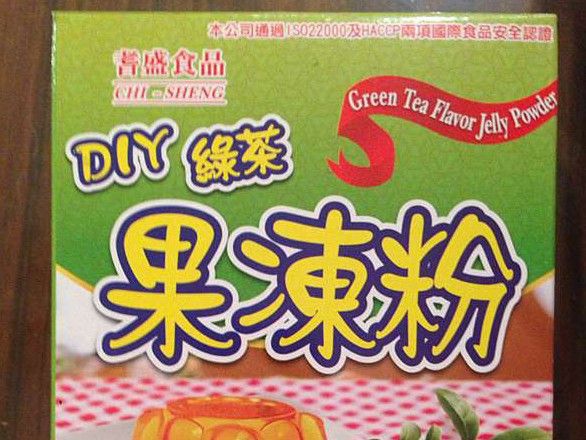 本公司通過ISO22000及HACCP兩項國際食品安全認證
耆盛食品
CHI - SHENG
Green Tea Flavor Jelly Powder
DIY 綠茶
果凍粉